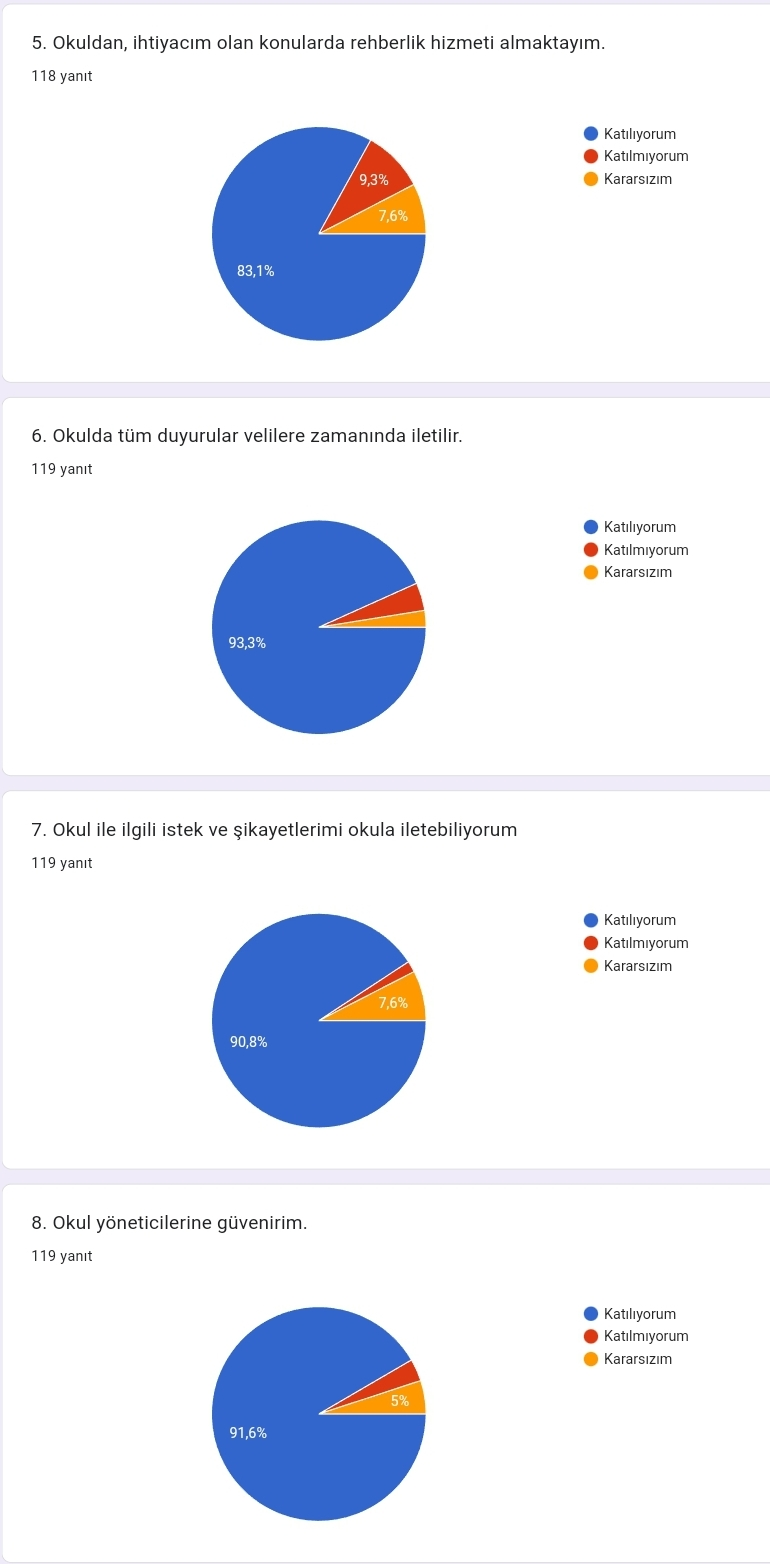 5. Okuldan, ihtiyacım olan konularda rehberlik hizmeti almaktayım.
118 yanıt
Katılıyorum
Katılmıyorum
Kararsızım
9,3%
7,6%
83,1%
6. Okulda tüm duyurular velilere zamanında iletilir.
119 yanıt
Katılıyorum
Katılmıyorum
Kararsızım
93,3%
7. Okul ile ilgili istek ve şikayetlerimi okula iletebiliyorum
119 yanıt
Katılıyorum
Katılmıyorum
Kararsızım
7,6%
90,8%
8. Okul yöneticilerine güvenirim.
119 yanıt
Katılıyorum
Katılmıyorum
Kararsızım
5%
91,6%